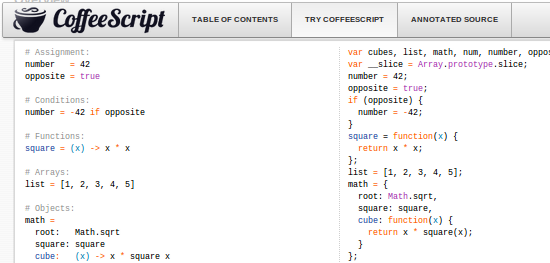 CoffeeScript
TABLE OF CONTENTS
TRY COFFEESCRIPT
ANNOTATED SOURCE
# Assignment:
number   = 42
opposite = true
# Conditions:
number = -42 if opposite
# Functions:
square = (x) -> x * x
# Arrays:
list = [1, 2, 3, 4, 5]
# Objects:
math =
  root:   Math.sqrt
  square: square
  cube:   (x) -> x * square x
var cubes, list, math, num, number, oppos
var __slice = Array.prototype.slice;
number = 42;
opposite = true;
if (opposite) {
  number = -42;
}
square = function(x) {
  return x * x;
};
list = [1, 2, 3, 4, 5];
math = {
  root: Math.sqrt,
  square: square,
  cube: function(x) {
    return x * square(x);
  }
};